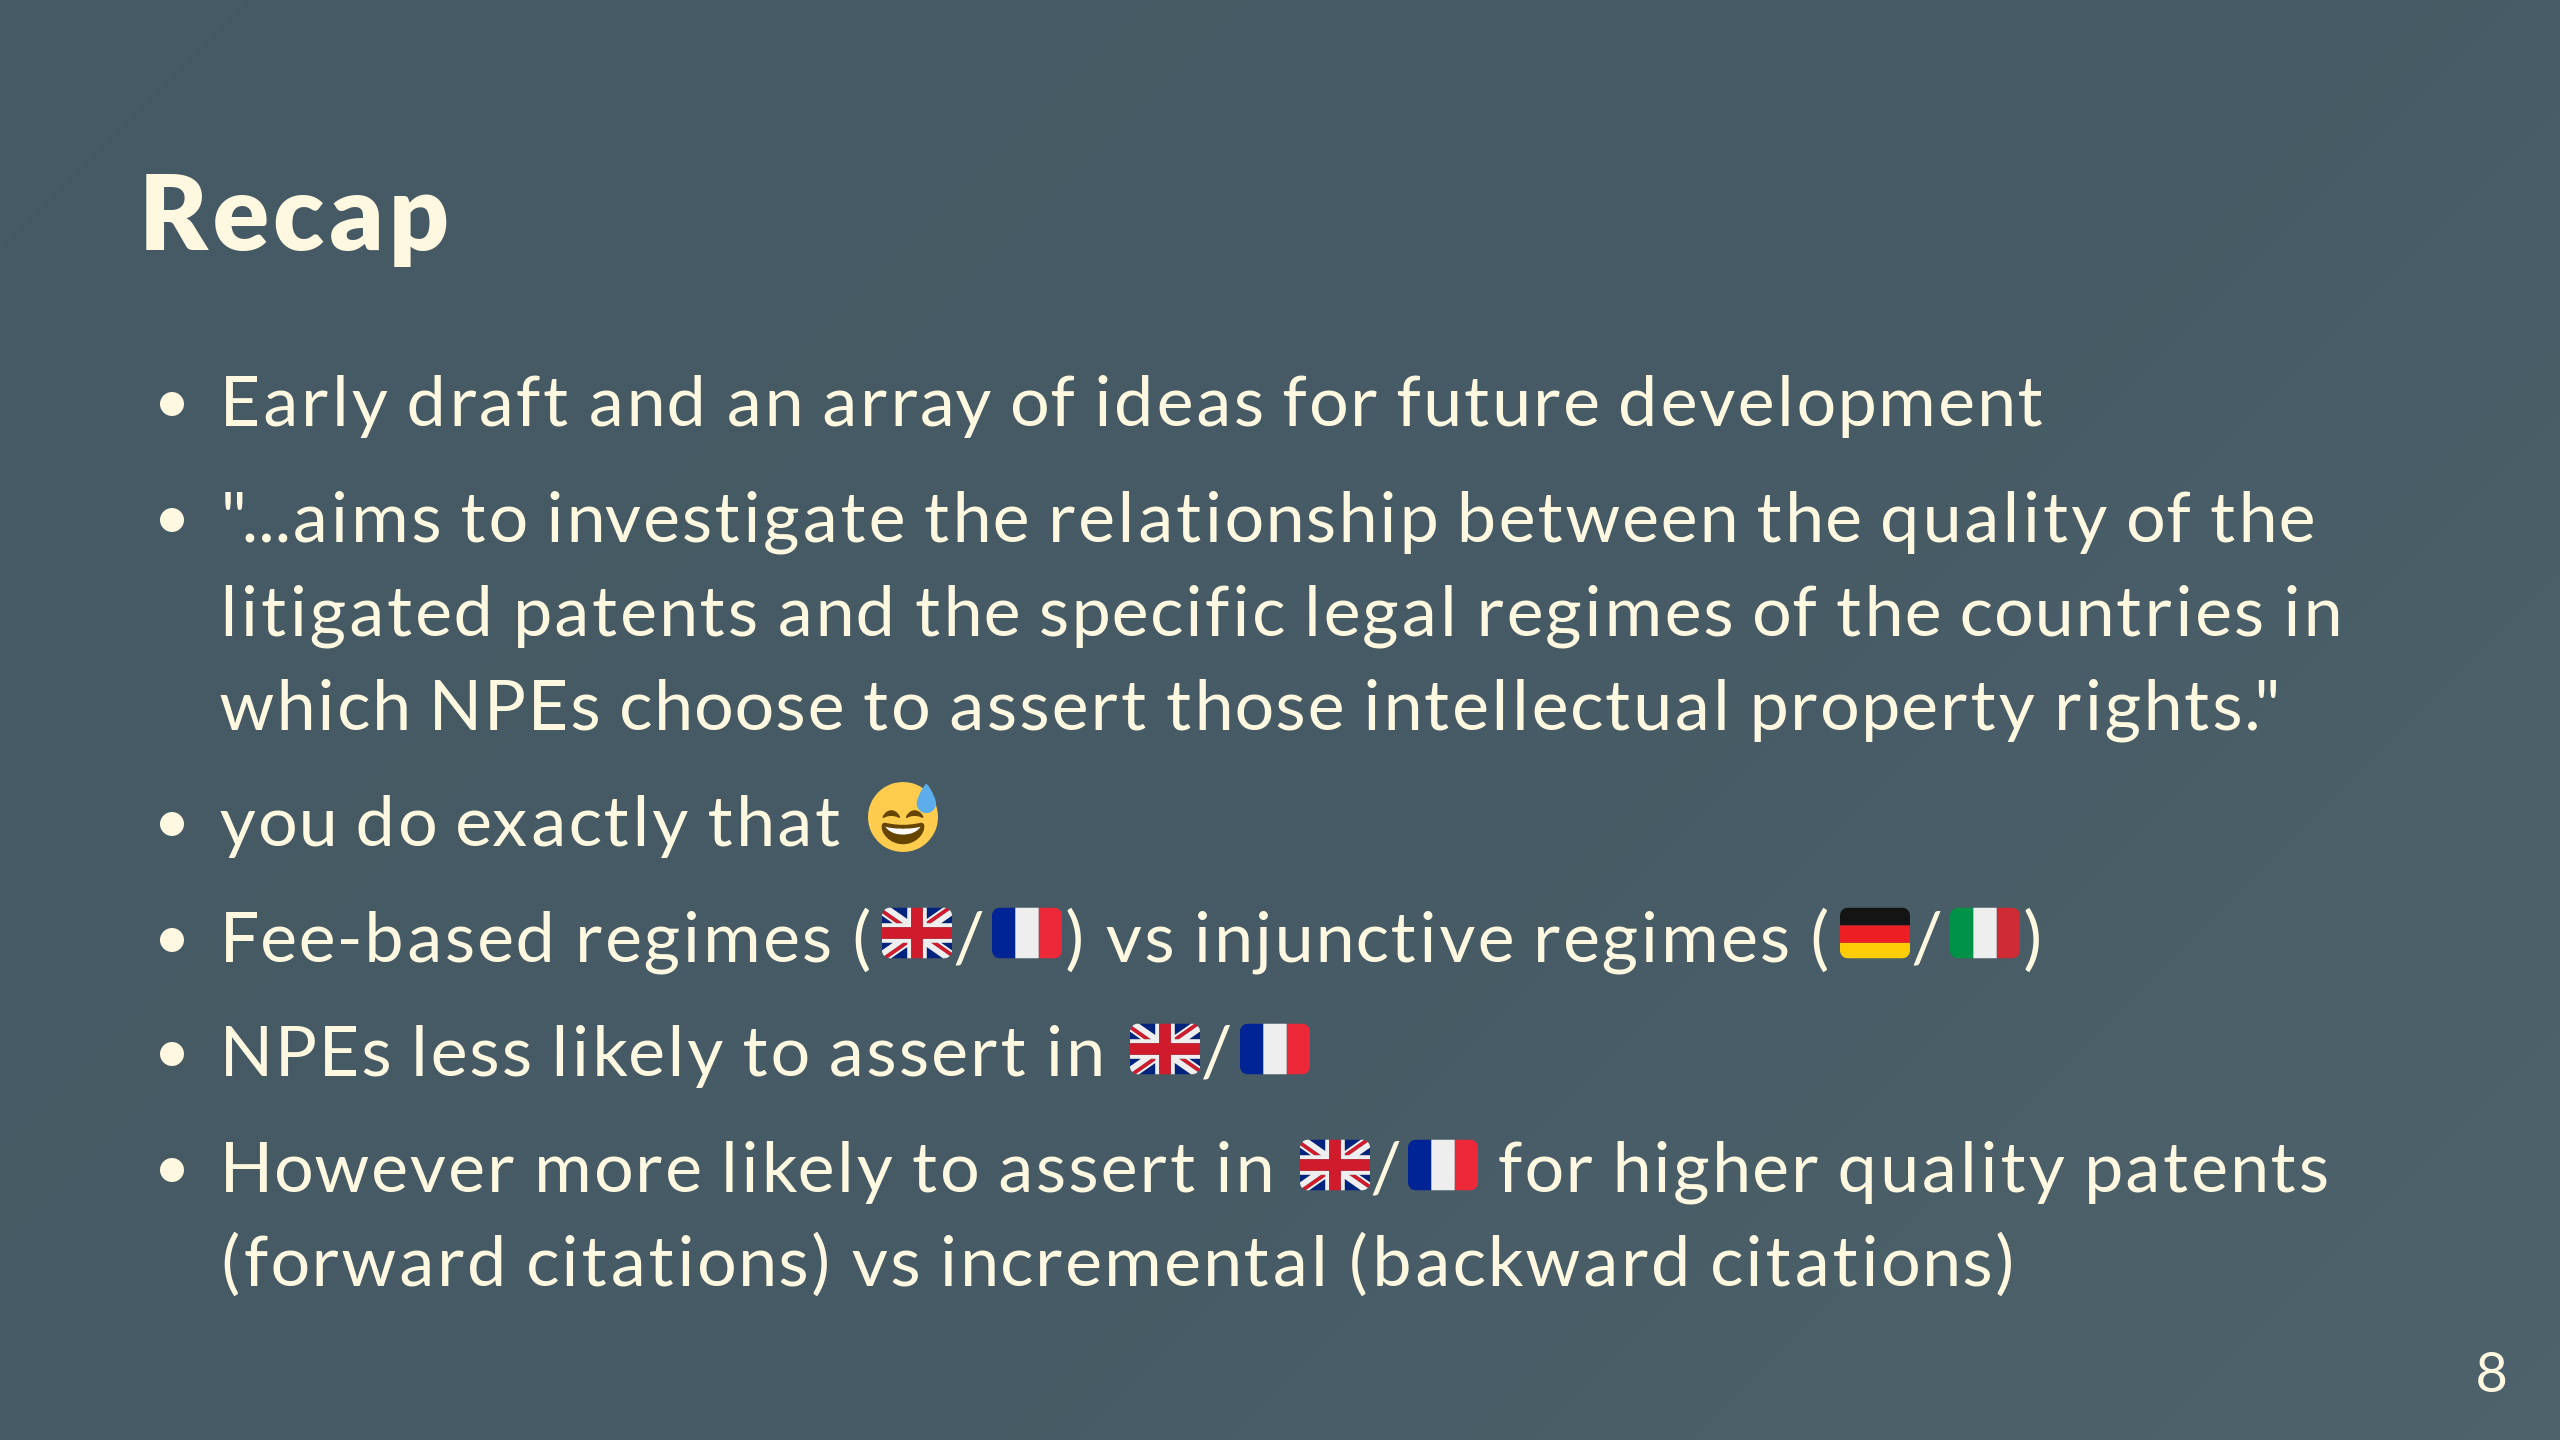 Recap
• Early draft and an array of ideas for future development
• "...aims to investigate the relationship between the quality of the
litigated patents and the specific legal regimes of the countries in
which NPEs choose to assert those intellectual property rights."
• you do exactly that 😅
• Fee-based regimes (🇬🇧/🇫🇷) vs injunctive regimes (🇩🇪/🇮🇹)
• NPEs less likely to assert in 🇬🇧/🇫🇷
• However more likely to assert in 🇬🇧/🇫🇷 for higher quality patents
(forward citations) vs incremental (backward citations)
8